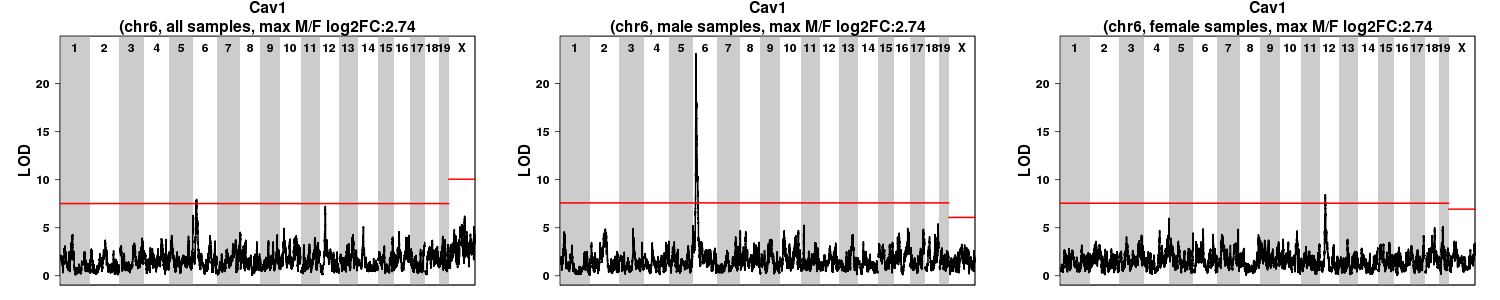 Cav1
(chr6, all samples, max M/F log2FC:2.74
1 2 3 4 5 6 7 8 9 10 11 12 13 14 15 16 17 18 19 X
20
15
10
5
0
LOD
Cav1
(chr6, male samples, max M/F log2FC:2.74
1 2 3 4 5 6 7 8 9 10 11 12 13 14 15 16 17 18 19 X
20
15
10
5
0
LOD
Cav1
(chr6, female samples, max M/F log2FC:2.74
1 2 3 4 5 6 7 8 9 10 11 12 13 14 15 16 17 18 19 X
20
15
10
5
0
LOD